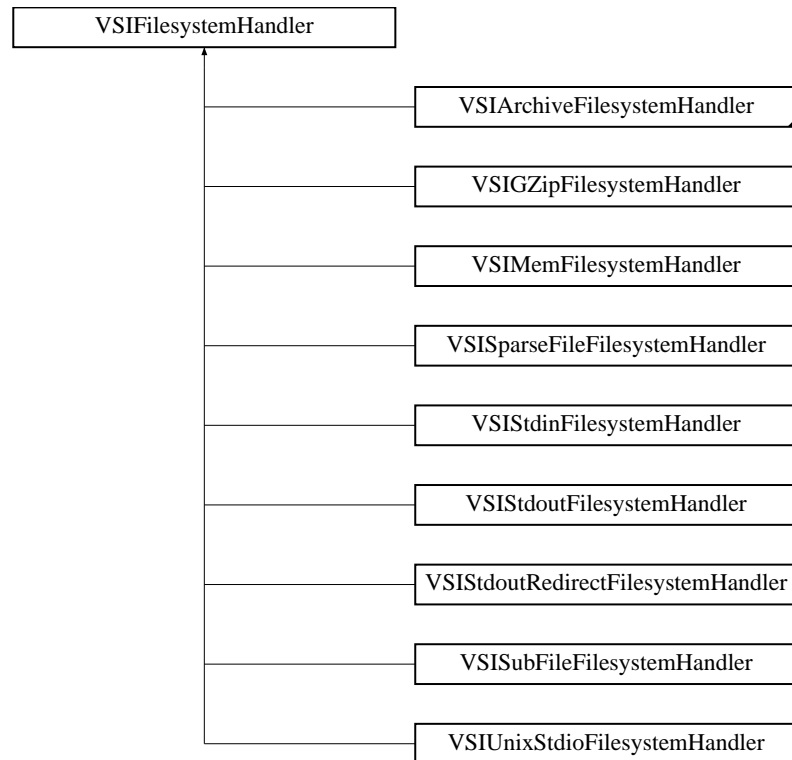 VSIFilesystemHandler
VSIArchiveFilesystemHandler
VSIGZipFilesystemHandler
VSIMemFilesystemHandler
VSISparseFileFilesystemHandler
VSIStdinFilesystemHandler
VSIStdoutFilesystemHandler
VSIStdoutRedirectFilesystemHandler
VSISubFileFilesystemHandler
VSIUnixStdioFilesystemHandler